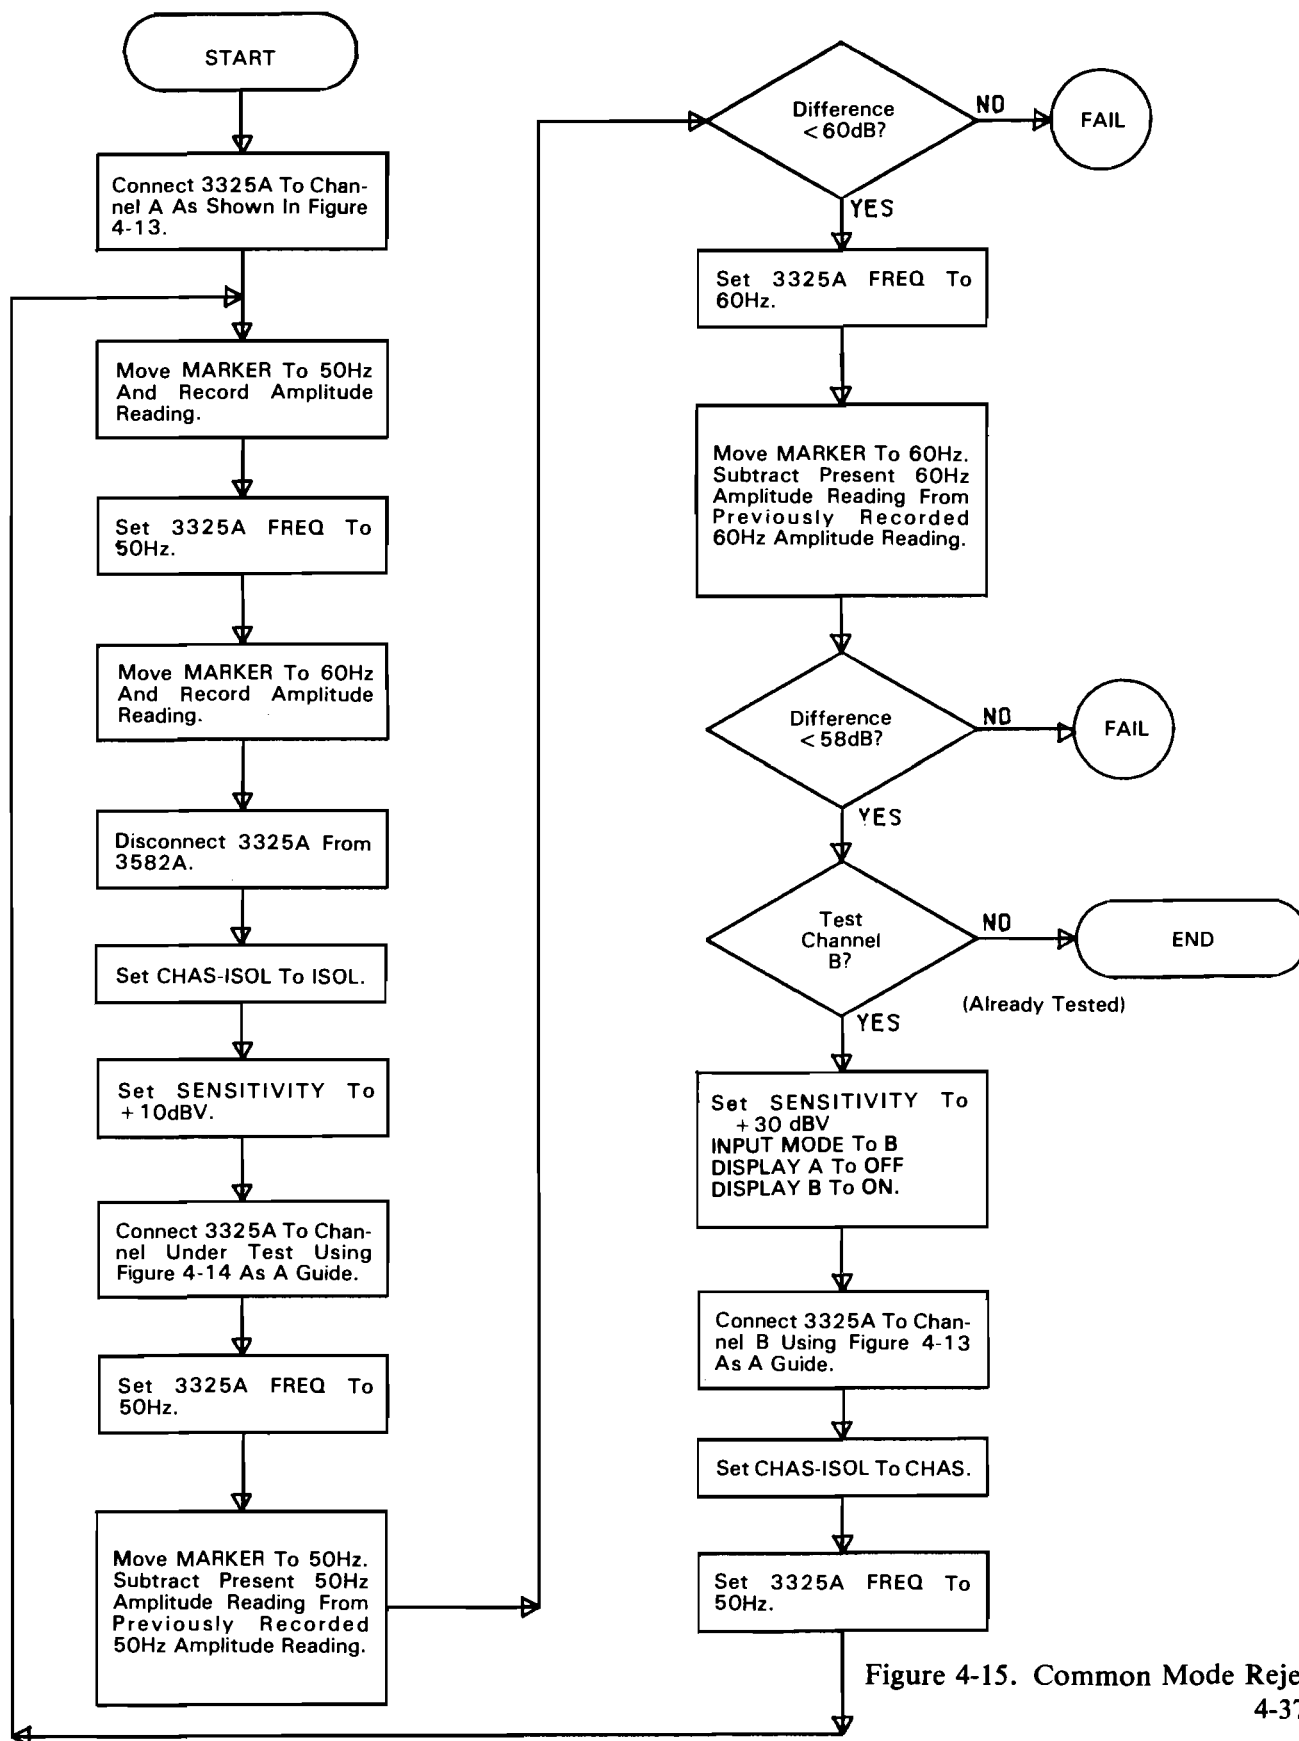 START
Connect 3325A To Chan-
nel A As Shown In Figure
4-13.
Move MARKER To 50Hz
And Record Amplitude
Reading.
Set 3325A FREQ To
50Hz.
Move MARKER To 60Hz
And Record Amplitude
Reading.
Disconnect 3325A From
3582A.
Set CHAS-ISOL To ISOL.
Set SENSITIVITY To
+10dBV.
Connect 3325A To Chan-
nel Under Test Using
Figure 4-14 As A Guide.
Set 3325A FREQ To
50Hz.
Move MARKER To 50Hz.
Subtract Present 50Hz
Amplitude Reading From
Previously Recorded
50Hz Amplitude Reading.
Difference
<60dB?
NO
FAIL
YES
Set 3325A FREQ To
60Hz.
Move MARKER To 60Hz.
Subtract Present 60Hz
Amplitude Reading From
Previously Recorded
60Hz Amplitude Reading.
Difference
<58dB?
NO
FAIL
YES
Test
Channel
B?
NO
END
(Already Tested)
YES
Set SENSITIVITY To
+30 dBV
INPUT MODE To B
DISPLAY A To OFF
DISPLAY B To ON.
Connect 3325A To Chan-
nel B Using Figure 4-13
As A Guide.
Set CHAS-ISOL To CHAS.
Set 3325A FREQ To
50Hz.
Figure 4-15. Common Mode Reje
4-37